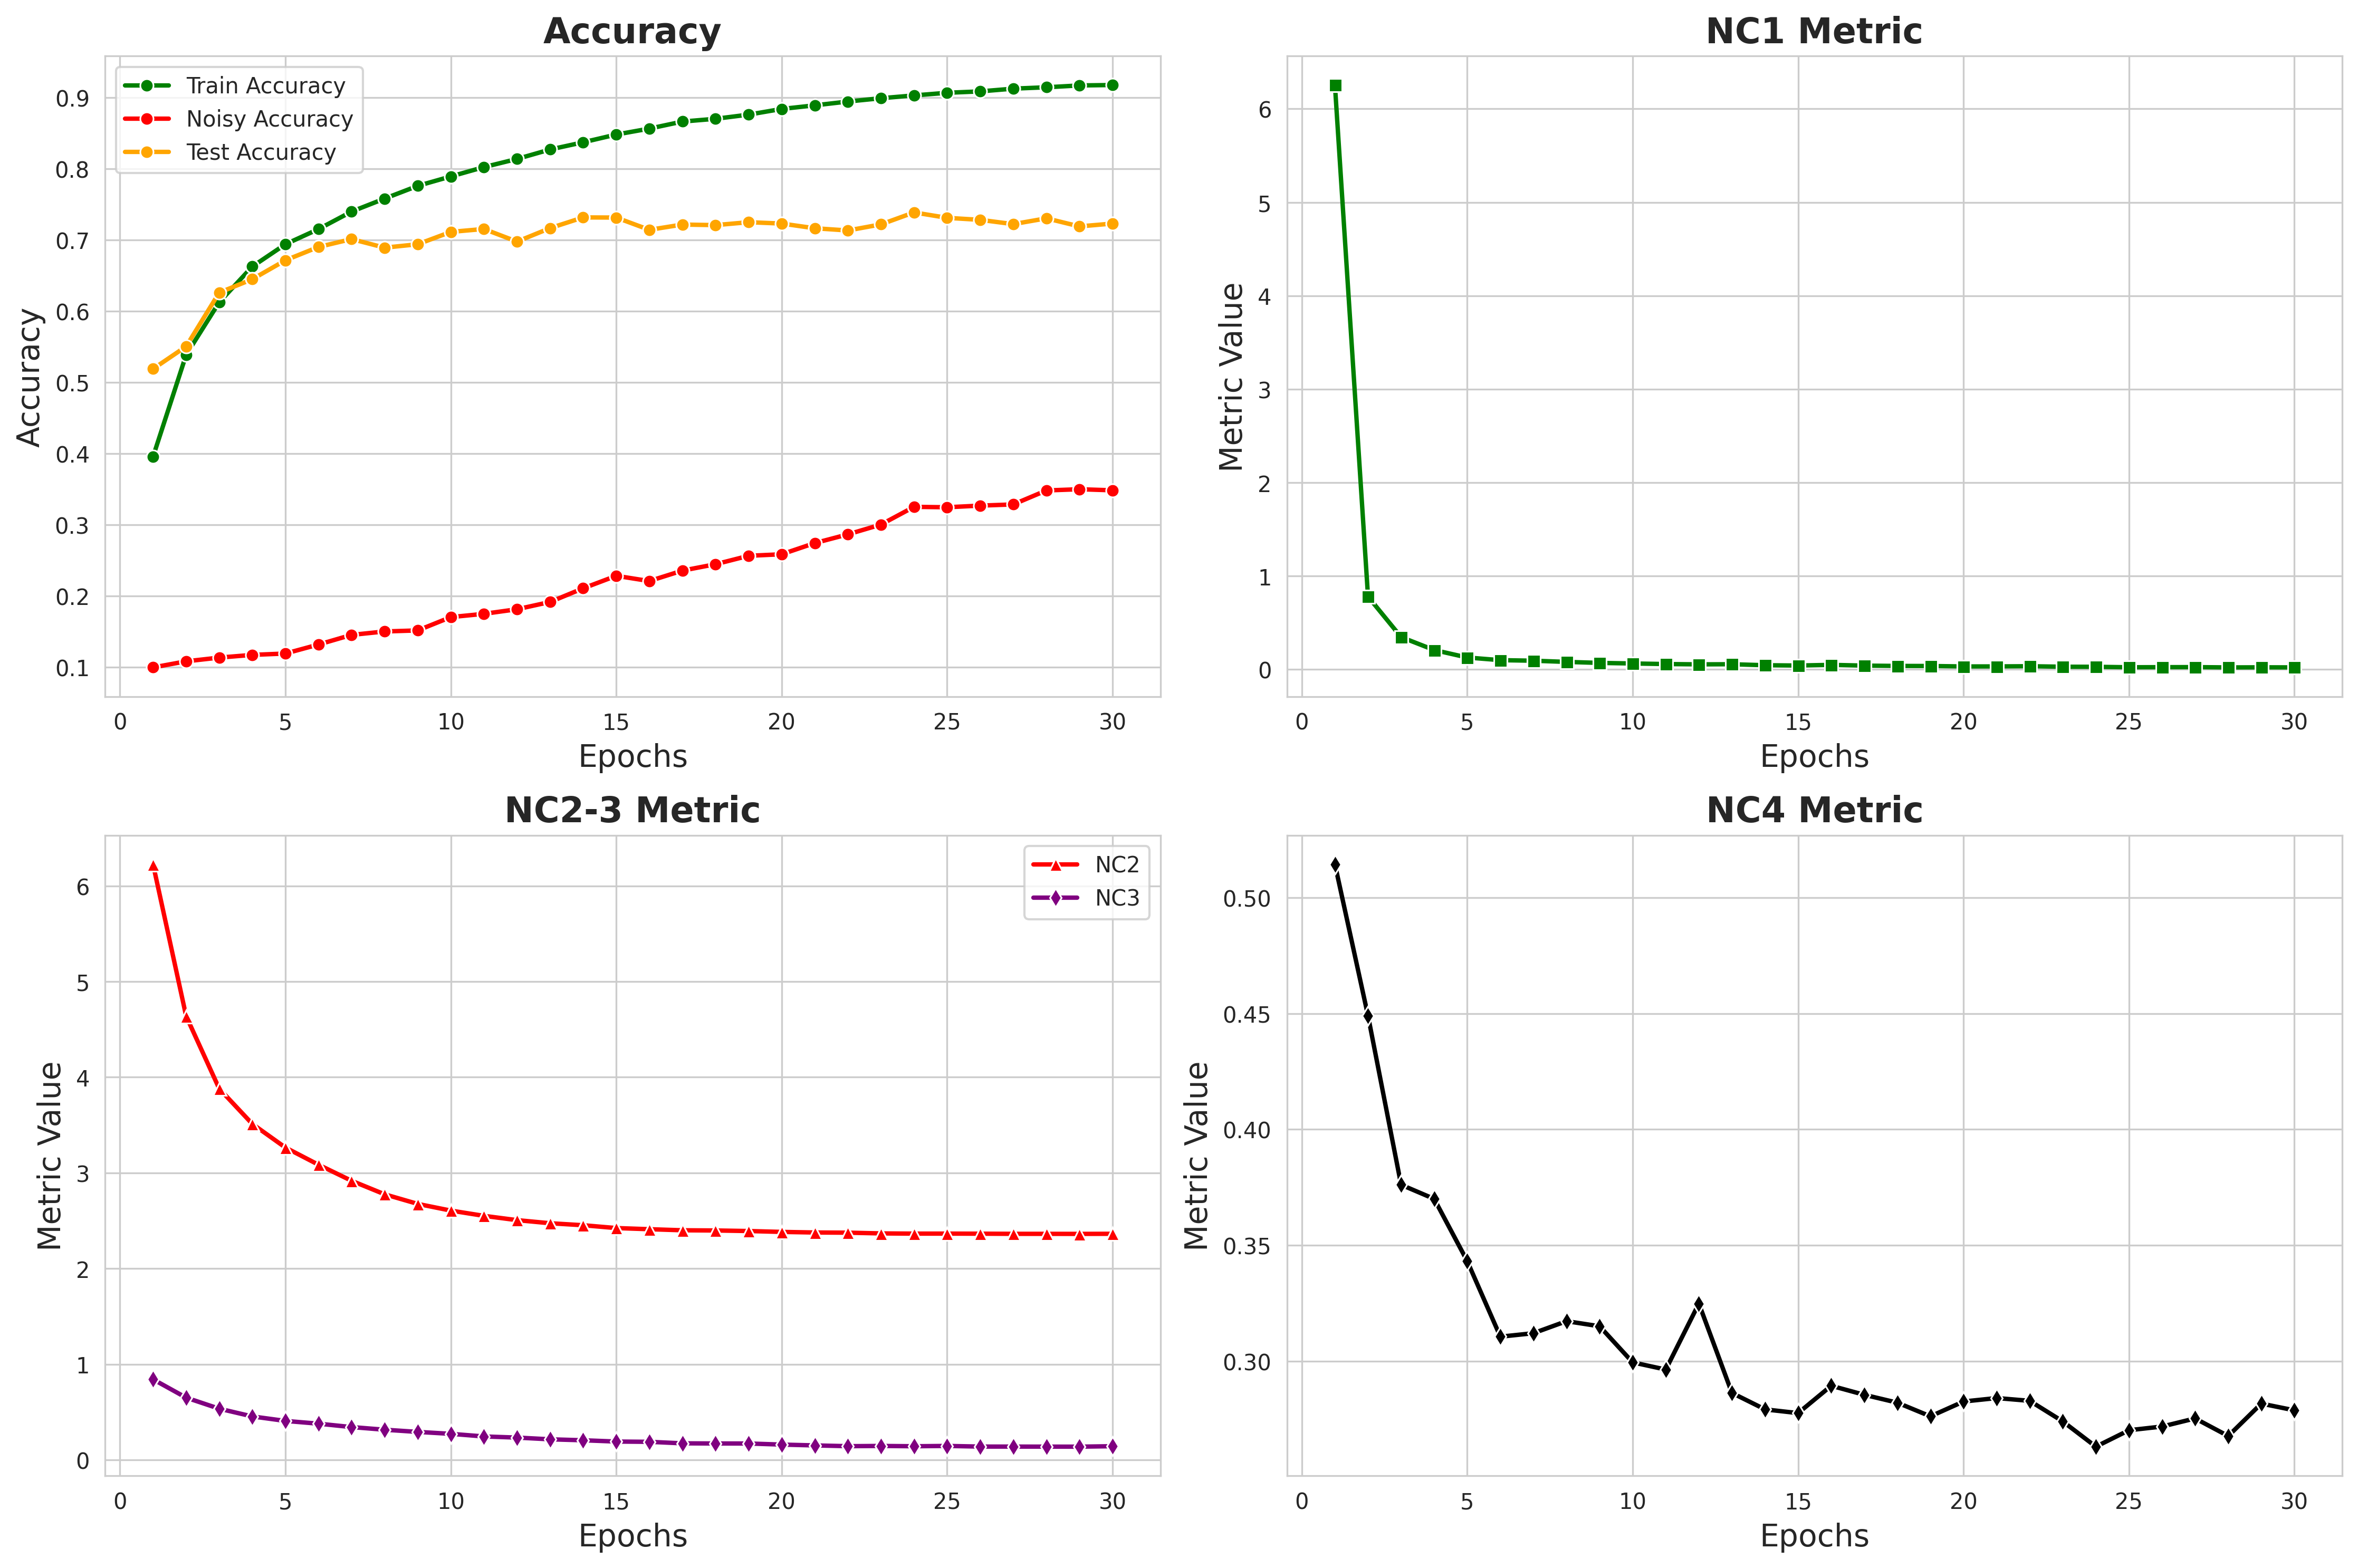 Accuracy
Train Accuracy
Noisy Accuracy
Test Accuracy
0.9
0.8
0.7
0.6
0.5
0.4
0.3
0.2
0.1
Accuracy
0 5 10 15 20 25 30
Epochs
NC1 Metric
6
5
4
3
2
1
0
Metric Value
0 5 10 15 20 25 30
Epochs
NC2-3 Metric
NC2
NC3
6
5
4
3
2
1
0
Metric Value
0 5 10 15 20 25 30
Epochs
NC4 Metric
0.50
0.45
0.40
0.35
0.30
Metric Value
0 5 10 15 20 25 30
Epochs